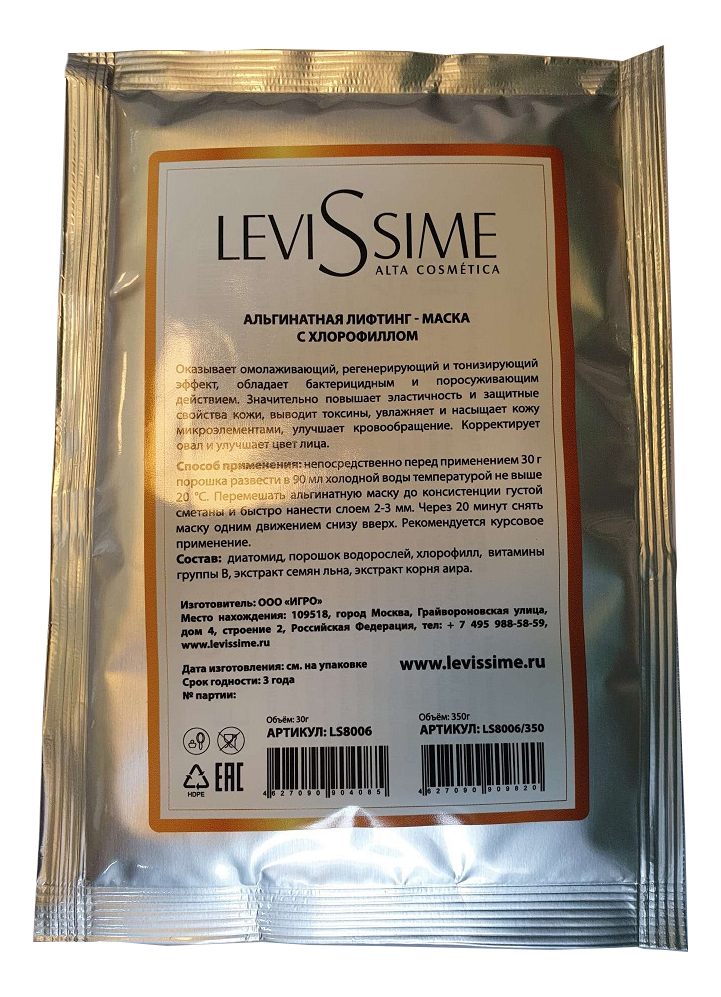 LEVISSIME
ALTA COSMÉTICA
АЛЬГИНАТНАЯ ЛИФТИНГ - МАСКА
С ХЛОРОФИЛЛОМ
Оказывает омолаживающий, регенерирующий и тонизирующий
эффект, обладает бактерицидным и поросуживающим
действием. Значительно повышает эластичность и защитные
свойства кожи, выводит токсины, увлажняет и насыщает кожу
микроэлементами, улучшает кровообращение. Корректирует
овал и улучшает цвет лица.
Способ применения: непосредственно перед применением 30 г
порошка развести в 90 мл холодной воды температурой не выше
20 °С. Перемешать альгинатную маску до консистенции густой
сметаны и быстро нанести слоем 2-3 мм. Через 20 минут снять
маску одним движением снизу вверх. Рекомендуется курсовое
применение.
Состав: диатомид, порошок водорослей, хлорофилл, витамины
группы В, экстракт семян льна, экстракт корня аира.
Изготовитель: ООО «ИГРО»
Место нахождения: 109518, город Москва, Грайвороновская улица,
дом 4, строение 2, Российская Федерация, тел: + 7 495 988-58-59,
www.levissime.ru
Дата изготовления: см. на упаковке
Срок годности: 3 года
№ партии:
www.levissime.ru
Объём: 30г
АРТИКУЛ: LS8006
Объём: 350г
АРТИКУЛ: LS8006/350
HDPE
EAC
4 627090 904085
4 627090 909820